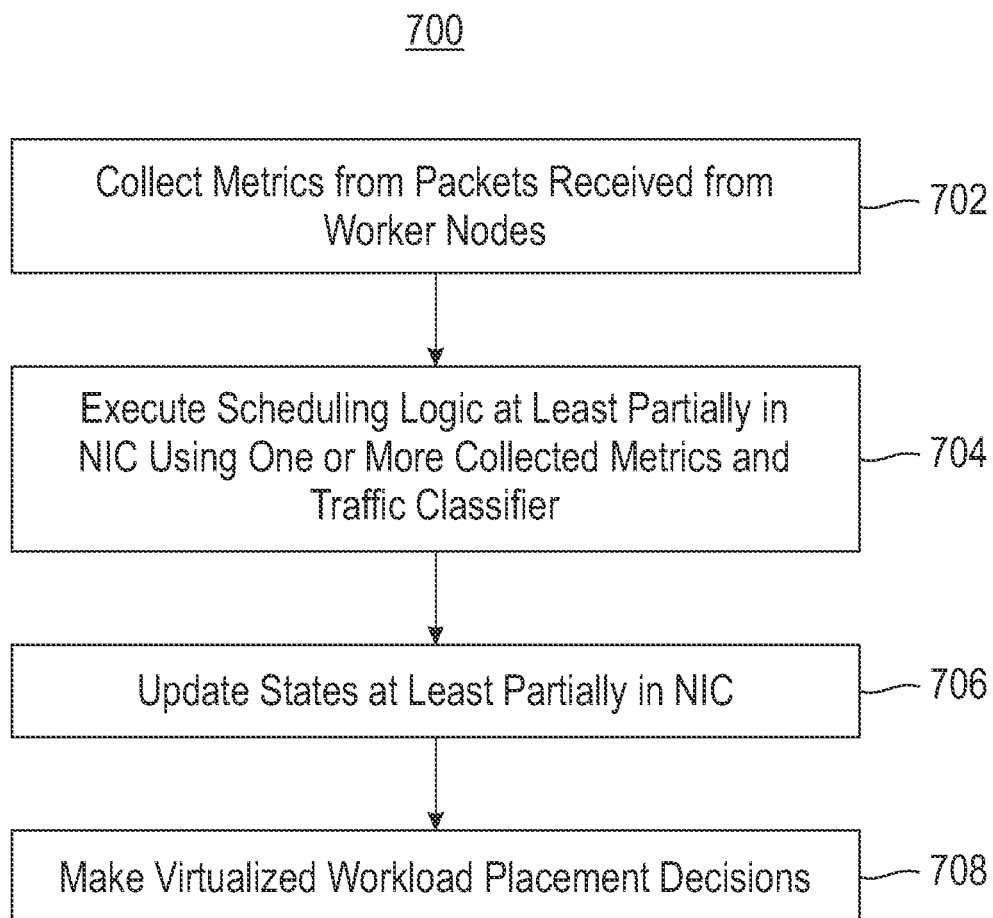 700
Collect Metrics from Packets Received from
Worker Nodes
702
Execute Scheduling Logic at Least Partially in
NIC Using One or More Collected Metrics and
Traffic Classifier
704
Update States at Least Partially in NIC
706
Make Virtualized Workload Placement Decisions
708